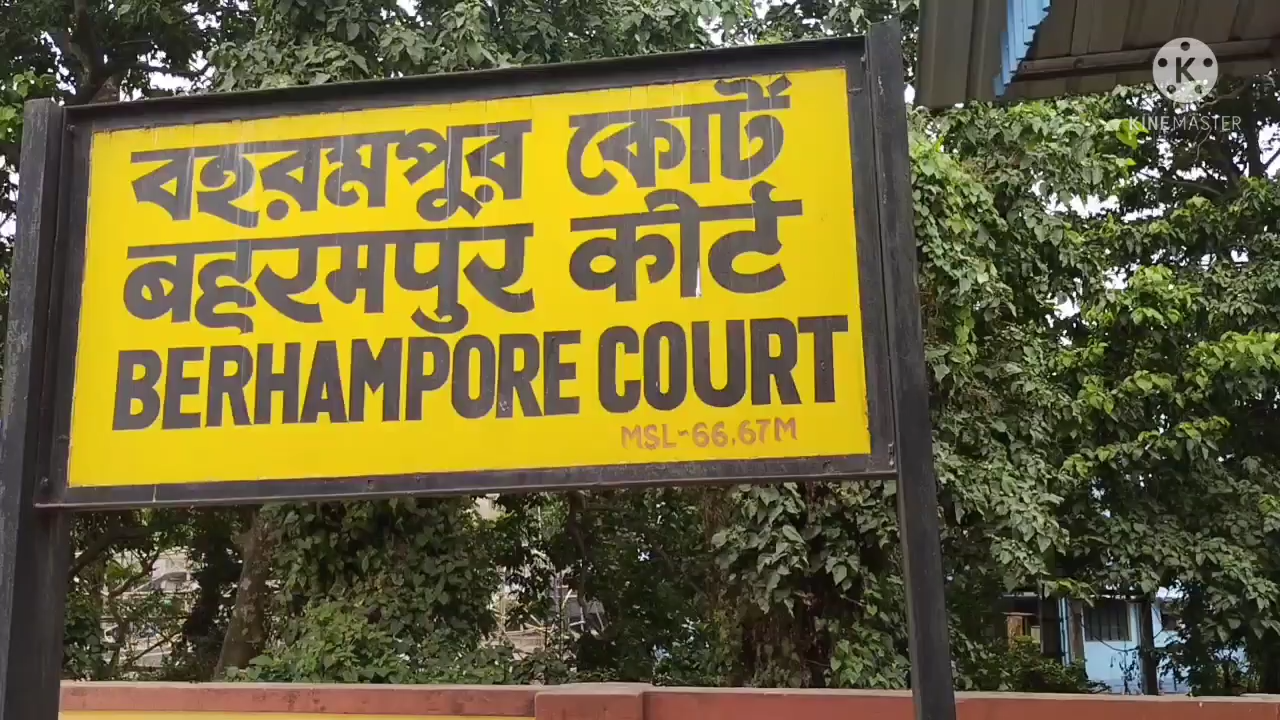 বহরমপুর কোর্ট
बहरमपुर कोर्ट
BERHAMPORE COURT
MSL-66.67M
K
KINEMASTER